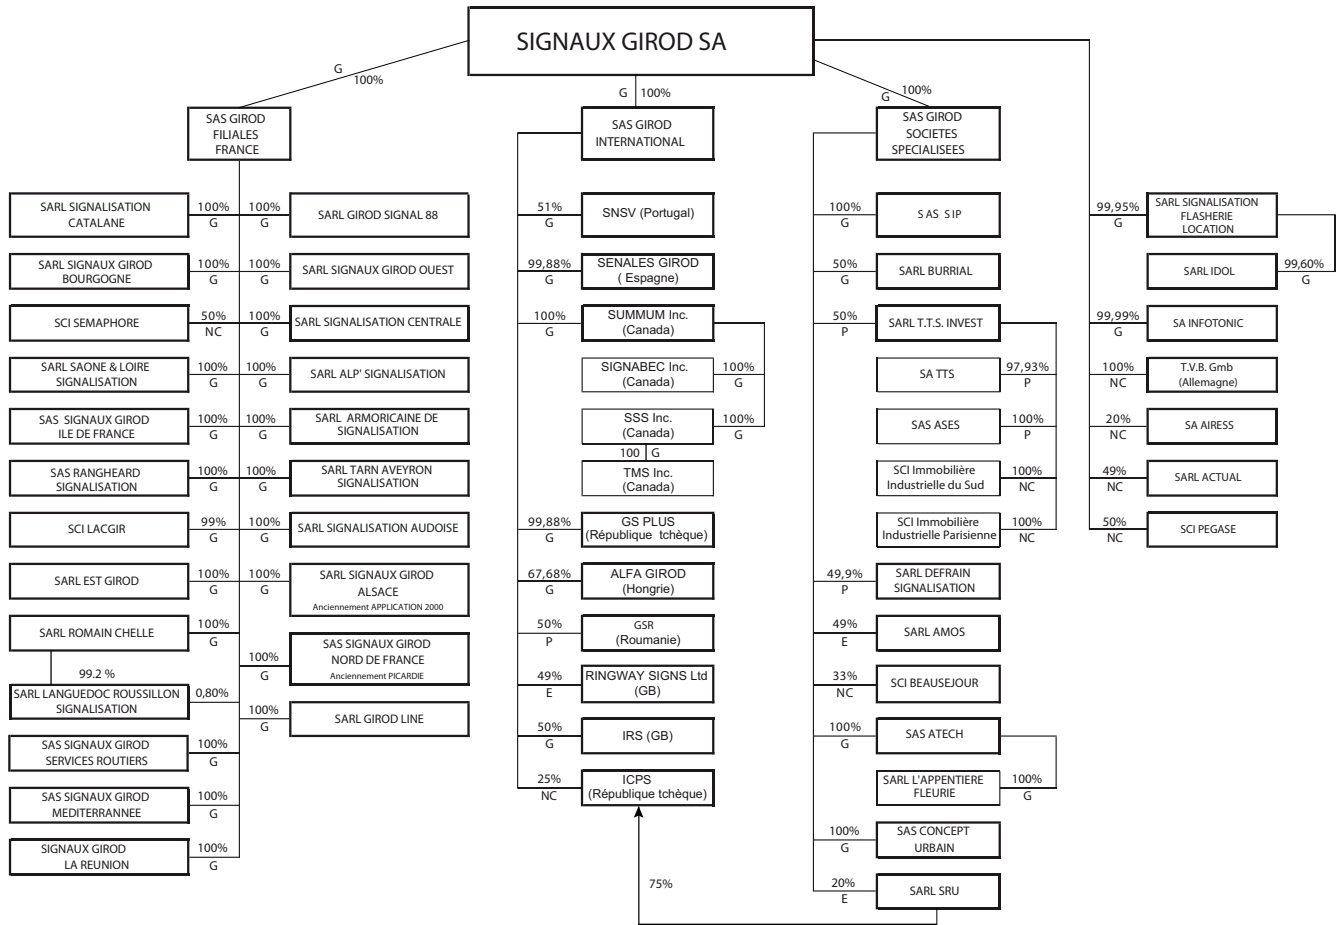 SIGNAUX GIROD SA
G
100%
G
100%
G
100%
SAS GIROD
FILIALES
FRANCE
SAS GIROD
INTERNATIONAL
SAS GIROD
SOCIETES
SPECIALISEES
SARL SIGNALISATION
CATALANE
100%
G
100%
G
SARL GIROD SIGNAL 88
SARL SIGNAUX GIROD
BOURGOGNE
100%
G
100%
G
SARL SIGNAUX GIROD OUEST
SCI SEMAPHORE
50%
NC
100%
G
SARL SIGNALISATION CENTRALE
SARL SAONE & LOIRE
SIGNALISATION
100%
G
100%
G
SARL ALP' SIGNALISATION
SAS SIGNAUX GIROD
ILE DE FRANCE
100%
G
100%
G
SARL ARMORICAINE DE
SIGNALISATION
SAS RANGHEARD
SIGNALISATION
100%
G
100%
G
SARL TARN AVEYRON
SIGNALISATION
SCI LACGIR
99%
G
100%
G
SARL SIGNALISATION AUDOISE
SARL EST GIROD
100%
G
100%
G
SARL SIGNAUX GIROD
ALSACE
Anciennement APPLICATION 2000
SARL ROMAIN CHELLE
100%
G
100%
G
SAS SIGNAUX GIROD
NORD DE FRANCE
Anciennement PICARDIE
99.2 %
SARL LANGUEDOC ROUSSILLON
SIGNALISATION
0,80%
100%
G
SARL GIROD LINE
SAS SIGNAUX GIROD
SERVICES ROUTIERS
100%
G
SAS SIGNAUX GIROD
MEDITERRANNEE
100%
G
SIGNAUX GIROD
LA REUNION
100%
G
51%
G
SNSV (Portugal)
99,88%
G
SENALES GIROD
( Espagne)
100%
G
SUMMUM Inc.
(Canada)
SIGNABEC Inc.
(Canada)
100%
G
SSS Inc.
(Canada)
100%
G
100
G
TMS Inc.
(Canada)
99,88%
G
GS PLUS
(République tchèque)
67,68%
G
ALFA GIROD
(Hongrie)
50%
P
GSR
(Roumanie)
49%
E
RINGWAY SIGNS Ltd
(GB)
50%
G
IRS (GB)
25%
NC
ICPS
(République tchèque)
75%
100%
G
S AS S IP
50%
G
SARL BURRIAL
50%
P
SARL T.T.S. INVEST
SA TTS
97,93%
P
SAS ASES
100%
P
SCI Immobilière
Industrielle du Sud
100%
NC
SCI Immobilière
Industrielle Parisienne
100%
NC
49,9%
P
SARL DEFRAIN
SIGNALISATION
49%
E
SARL AMOS
33%
NC
SCI BEAUSEJOUR
100%
G
SAS ATECH
SARL L'APPENTIERE
FLEURIE
100%
G
100%
G
SAS CONCEPT
URBAIN
20%
E
SARL SRU
99,95%
G
SARL SIGNALISATION
FLASHERIE
LOCATION
SARL IDOL
99,60%
G
99,99%
G
SA INFOTONIC
100%
NC
T.V.B. Gmb
(Allemagne)
20%
NC
SA AIRESS
49%
NC
SARL ACTUAL
50%
NC
SCI PEGASE